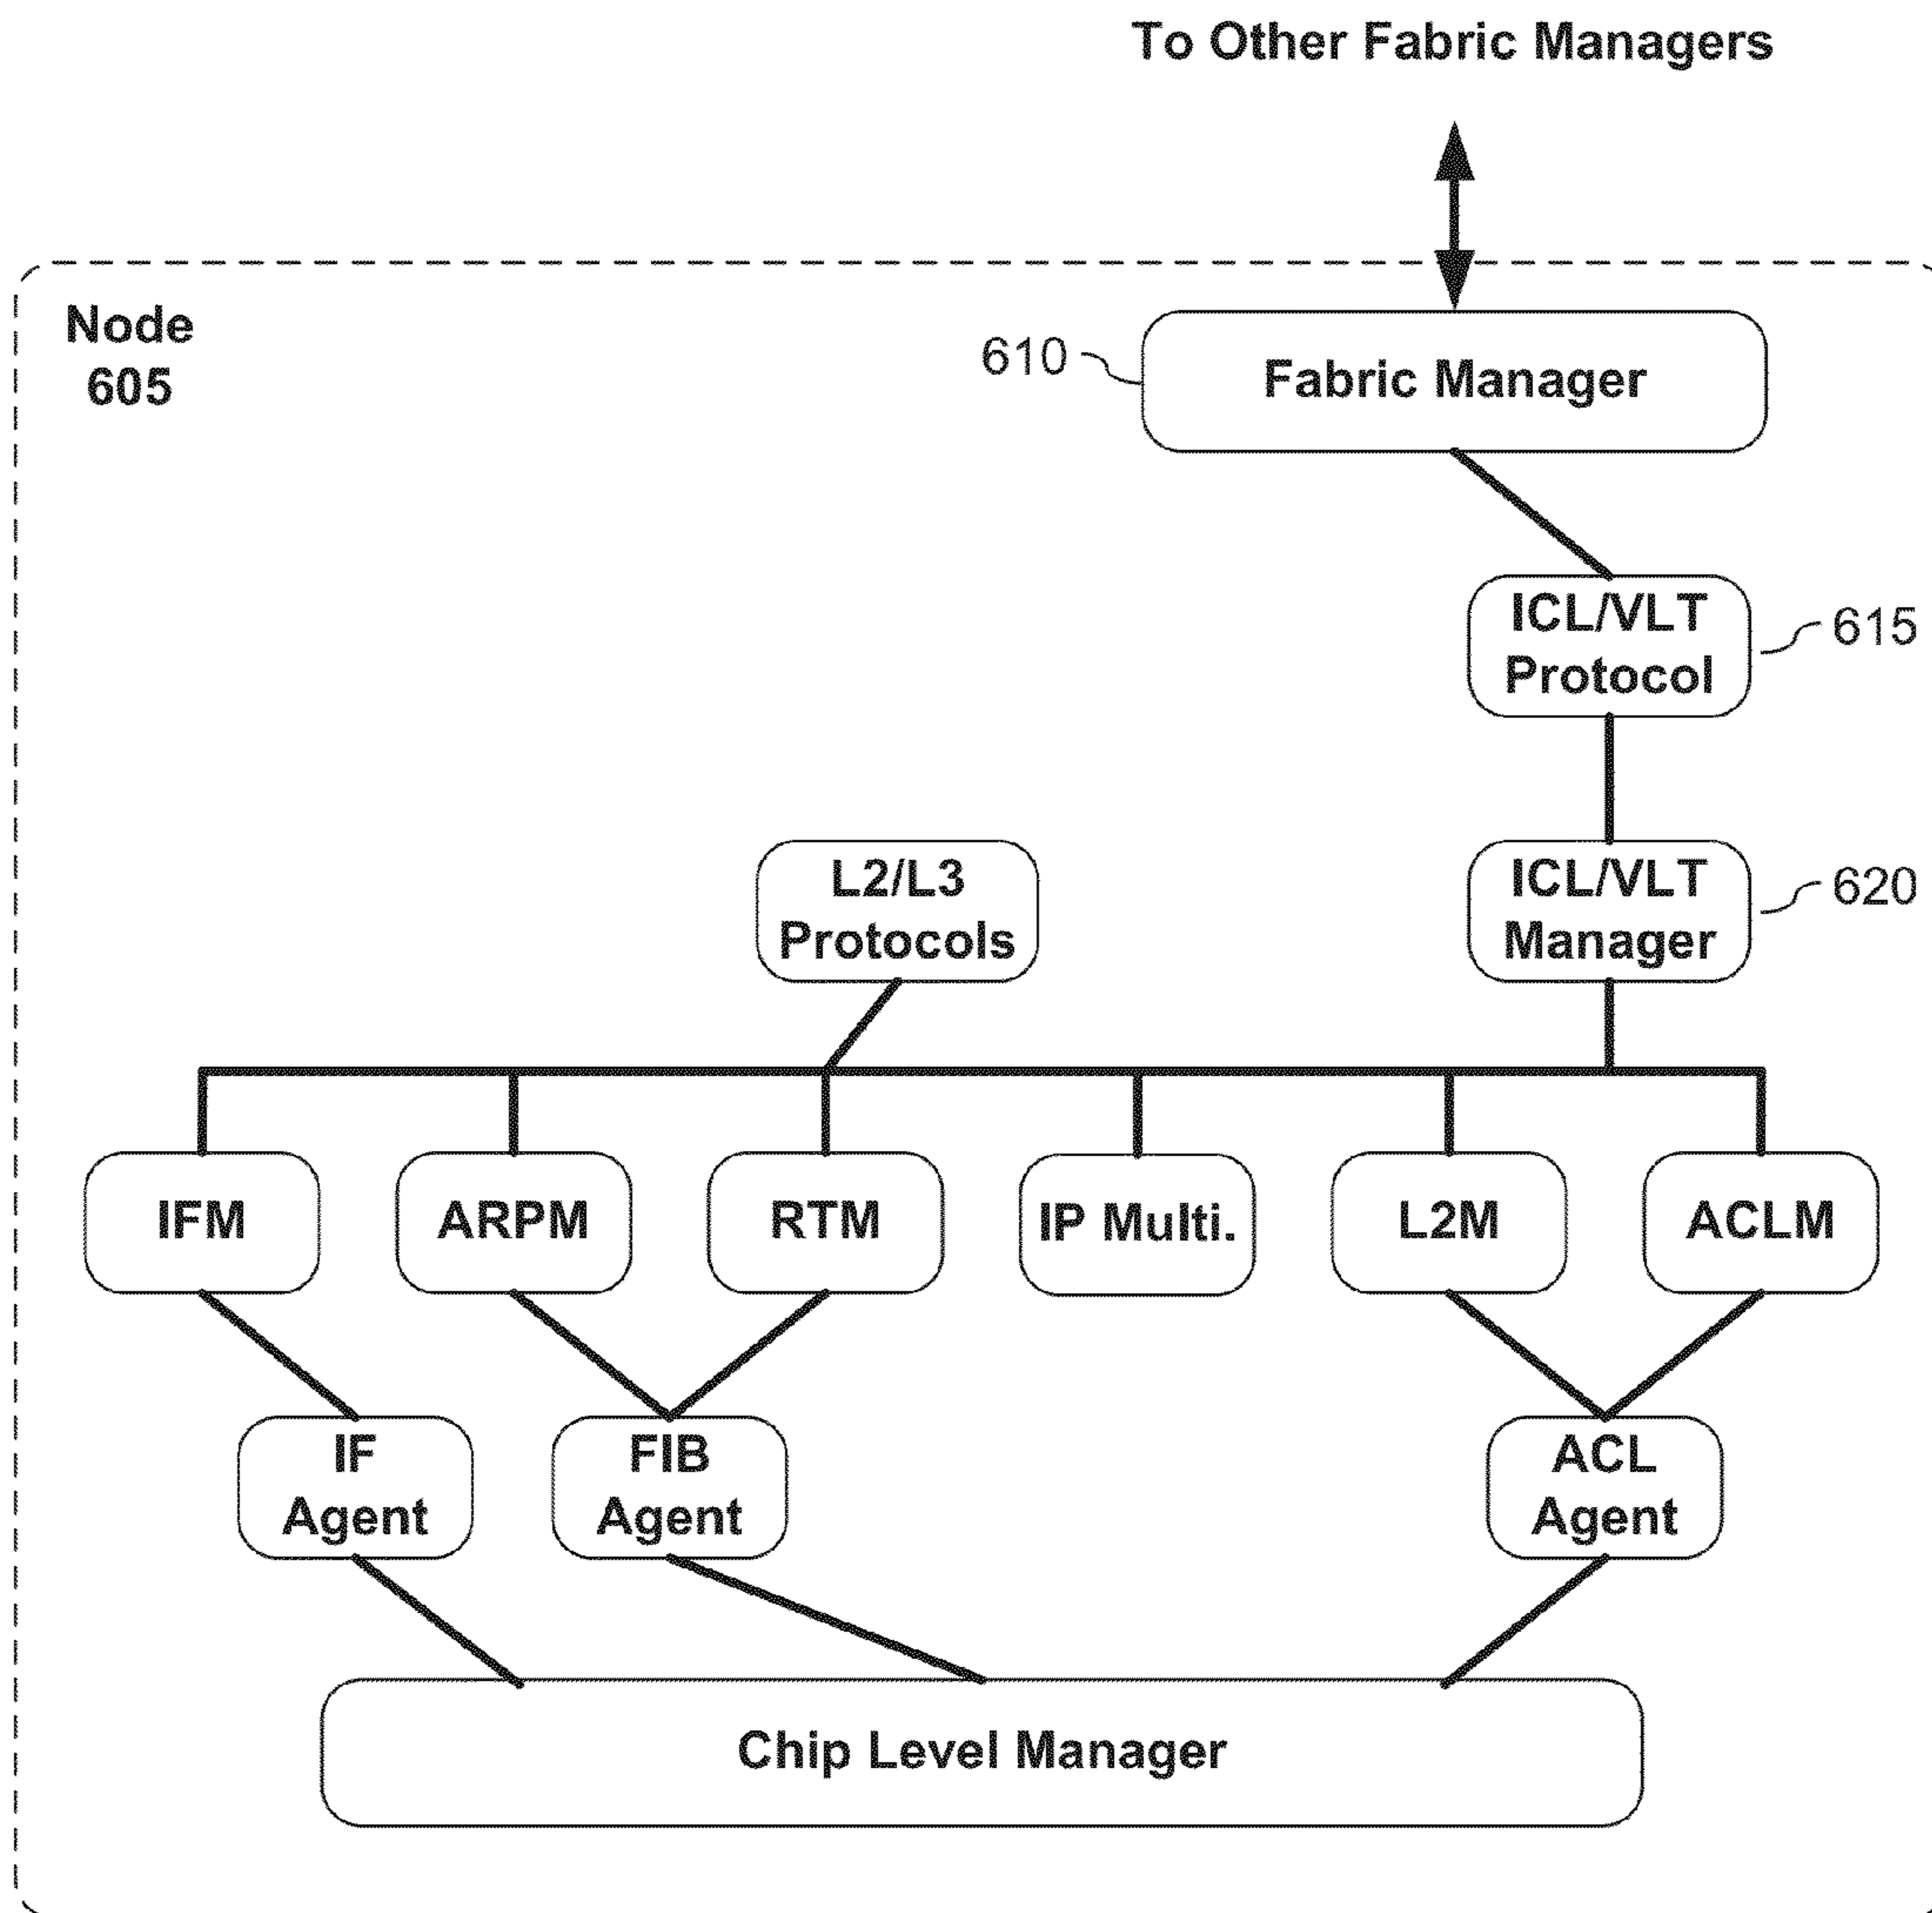 To Other Fabric Managers
Node
605
610
Fabric Manager
ICL/VLT
Protocol
615
L2/L3
Protocols
ICL/VLT
Manager
620
IFM
ARPM
RTM
IP Multi.
L2M
ACLM
IF
Agent
FIB
Agent
ACL
Agent
Chip Level Manager